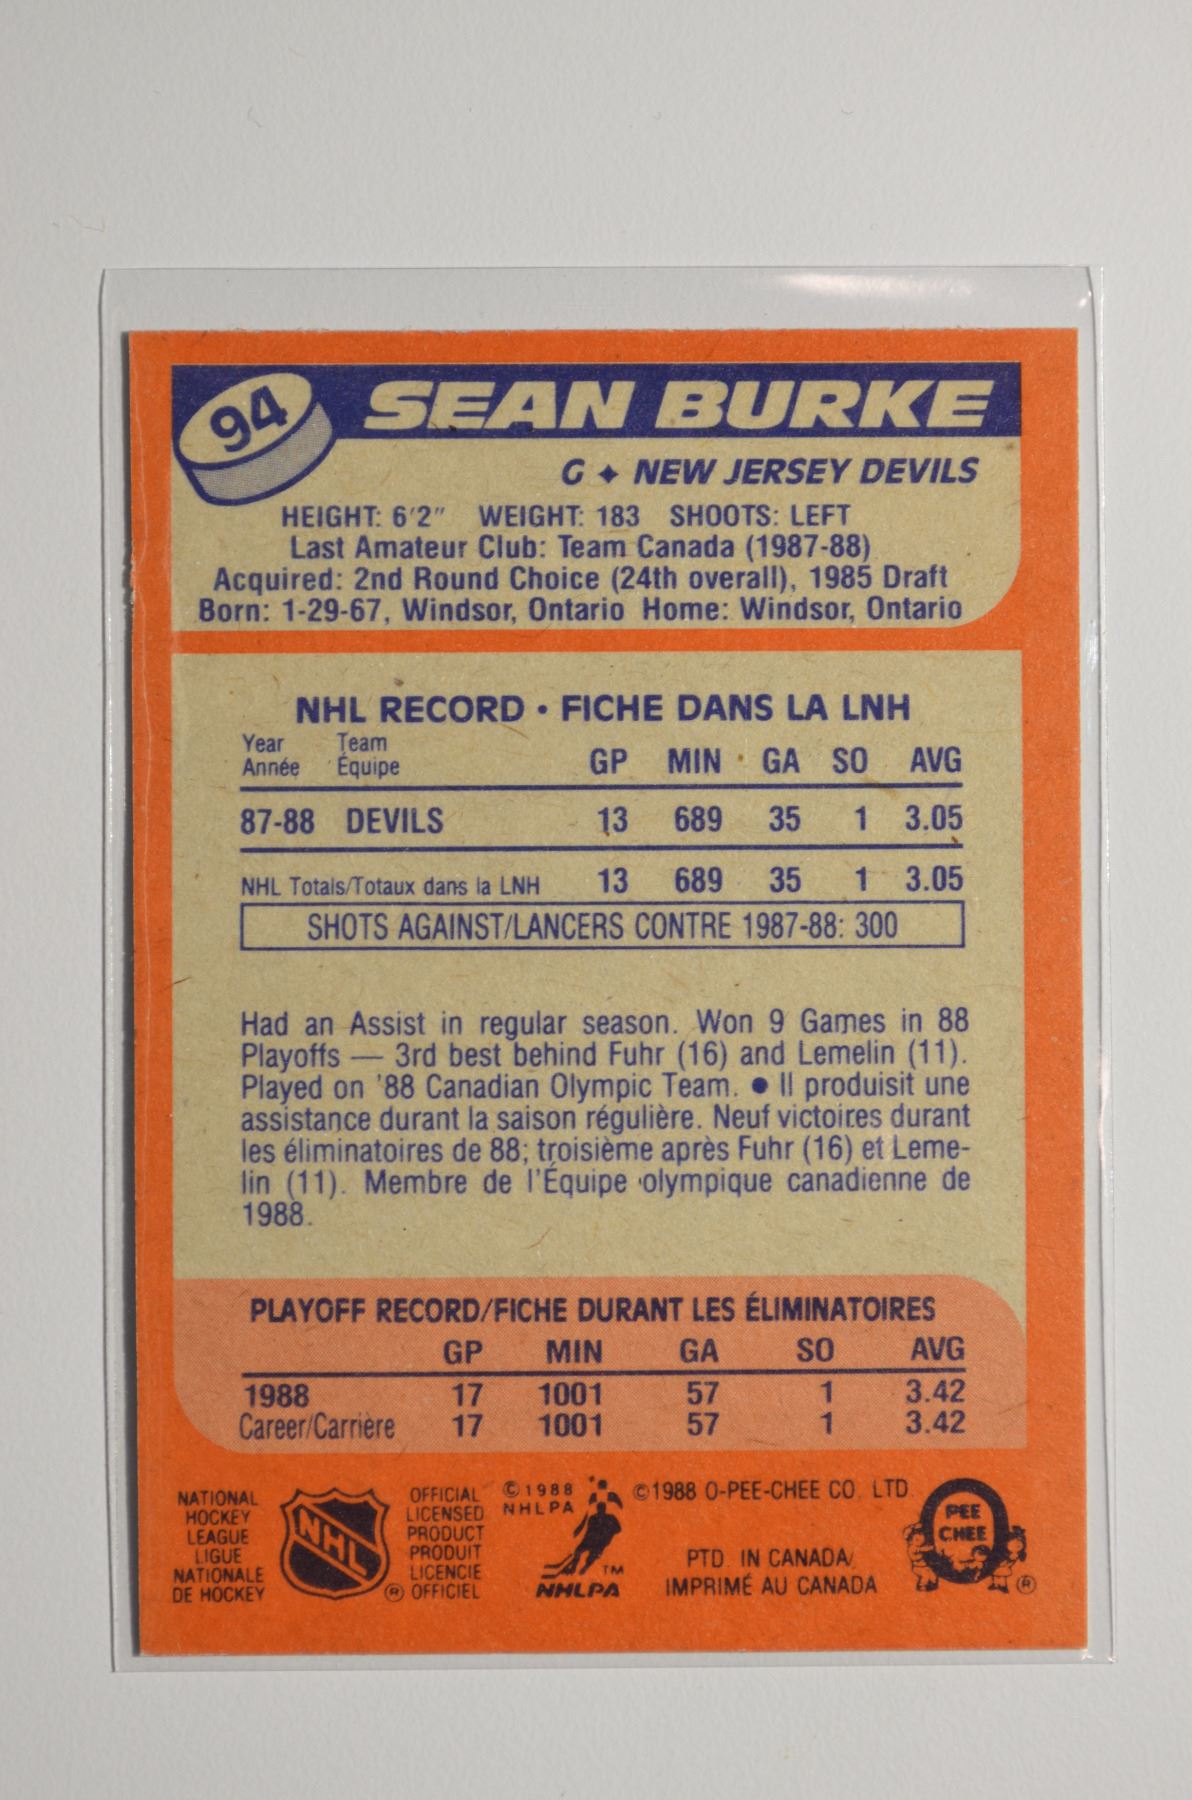 94 SEAN BURKE
G ✦ NEW JERSEY DEVILS
HEIGHT: 6'2" WEIGHT: 183 SHOOTS: LEFT
Last Amateur Club: Team Canada (1987-88)
Acquired: 2nd Round Choice (24th overall), 1985 Draft
Born: 1-29-67, Windsor, Ontario Home: Windsor, Ontario
NHL RECORD • FICHE DANS LA LNH
Year Team
Année Équipe GP MIN GA SO AVG
87-88 DEVILS 13 689 35 1 3.05
NHL Totals/Totaux dans la LNH 13 689 35 1 3.05
SHOTS AGAINST/LANCERS CONTRE 1987-88: 300
Had an Assist in regular season. Won 9 Games in 88
Playoffs — 3rd best behind Fuhr (16) and Lemelin (11).
Played on '88 Canadian Olympic Team. ● Il produisit une
assistance durant la saison régulière. Neuf victoires durant
les éliminatoires de 88; troisième après Fuhr (16) et Leme-
lin (11). Membre de l'Équipe olympique canadienne de
1988.
PLAYOFF RECORD/FICHE DURANT LES ÉLIMINATOIRES
GP MIN GA SO AVG
1988 17 1001 57 1 3.42
Career/Carrière 17 1001 57 1 3.42
NATIONAL
HOCKEY
LEAGUE
LIGUE
NATIONALE
DE HOCKEY
NHL
®
OFFICIAL
LICENSED
PRODUCT
PRODUIT
LICENCIE
OFFICIEL
©1988
NHLPA
TM
NHLPA
©1988 O-PEE-CHEE CO. LTD.
PTD. IN CANADA/
IMPRIMÉ AU CANADA
PEE
CHEE
®